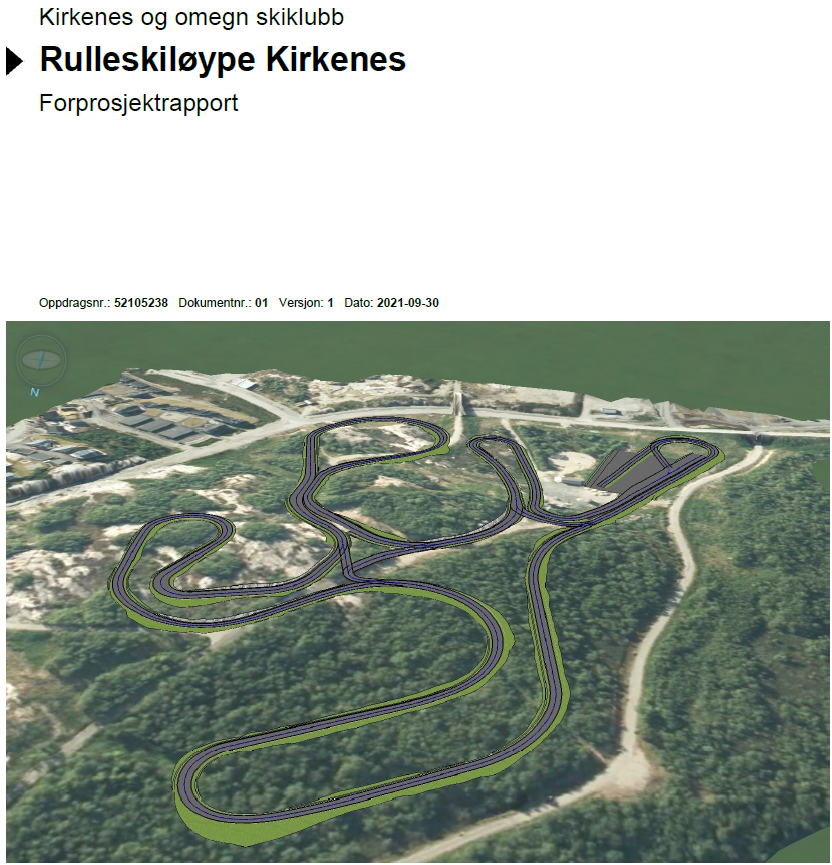 Kirkenes og omegn skiklubb
Rulleskiløype Kirkenes
Forprosjektrapport
Oppdragsnr.: 52105238 Dokumentnr.: 01 Versjon: 1 Dato: 2021-09-30
N